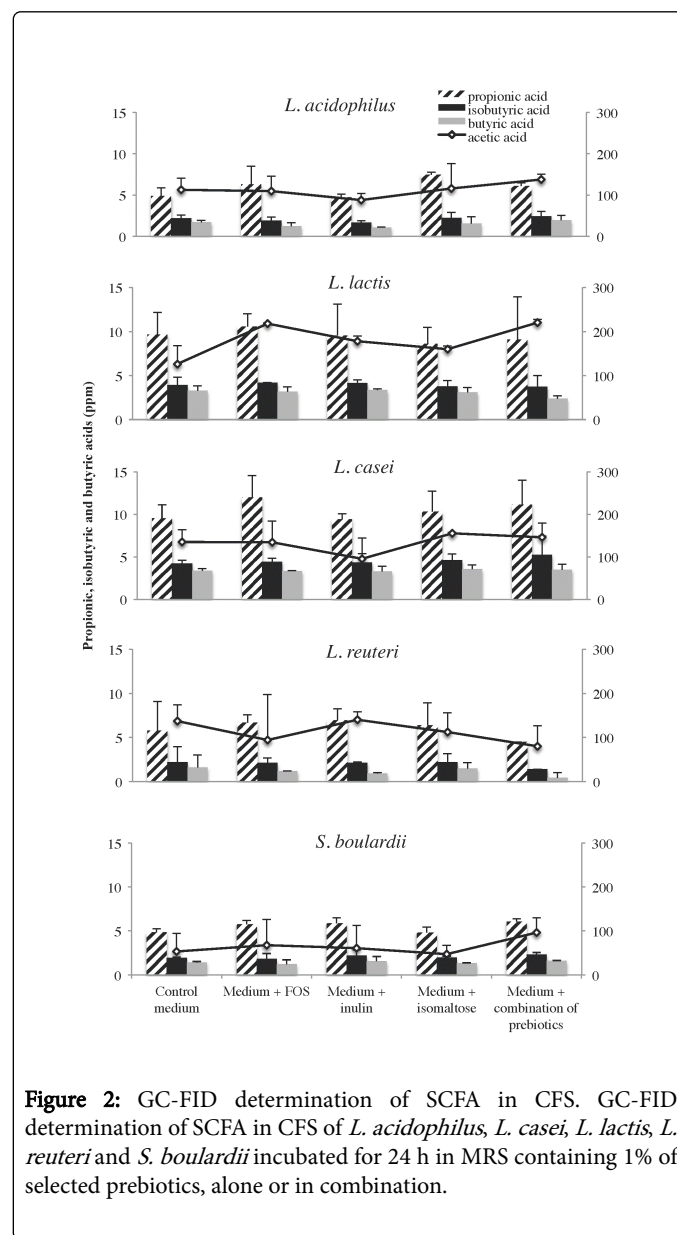 L. acidophilus
propionic acid
isobutyric acid
butyric acid
acetic acid
15 300
10 200
5 100
0 0
L. lactis
15 300
10 200
5 100
0 0
L. casei
15 300
10 200
5 100
0 0
L. reuteri
15 300
10 200
5 100
0 0
S. boulardii
15 300
10 200
5 100
0 0
Propionic, isobutyric and butyric acids (ppm)
Control medium
Medium + FOS
Medium + inulin
Medium + isomaltose
Medium + combination of prebiotics
Figure 2: GC-FID determination of SCFA in CFS. GC-FID
determination of SCFA in CFS of L. acidophilus, L. casei, L. lactis, L.
reuteri and S. boulardii incubated for 24 h in MRS containing 1% of
selected prebiotics, alone or in combination.